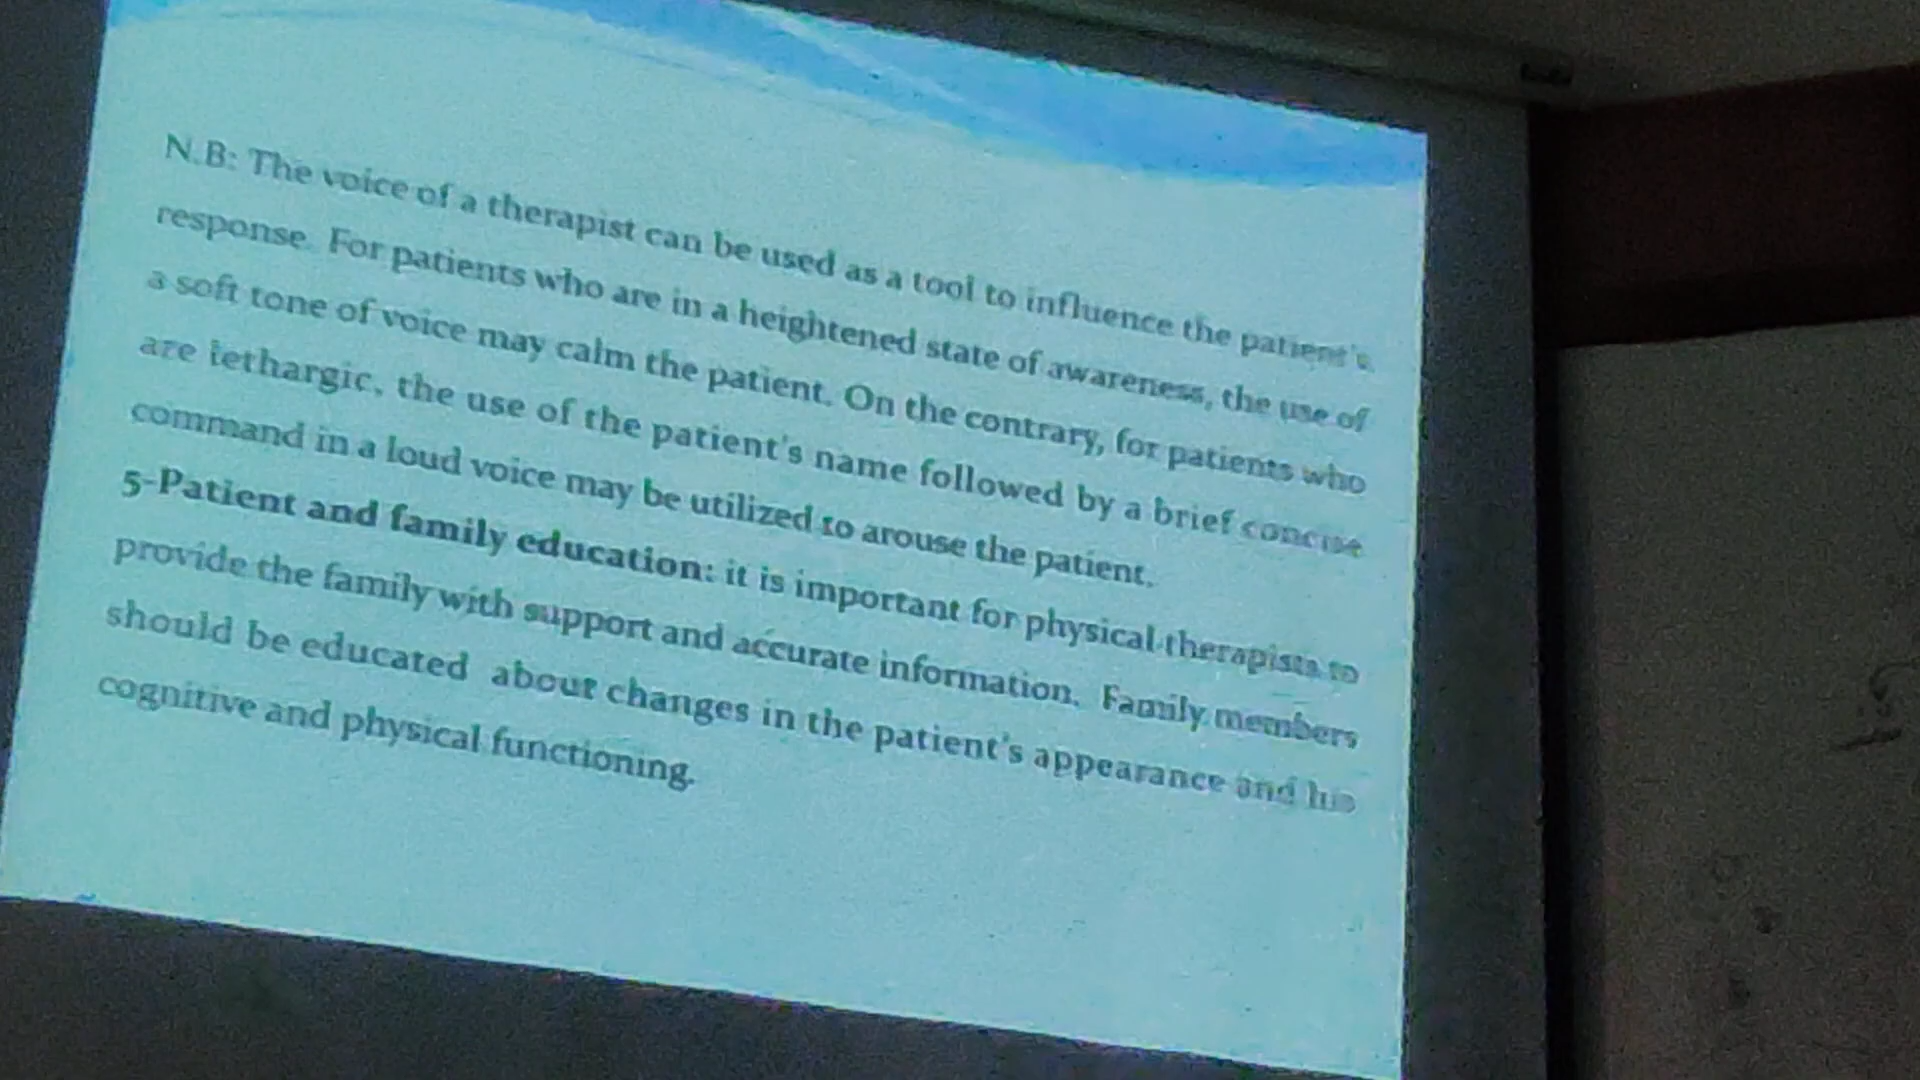 N.B: The voice of a therapist can be used as a tool to influence the patient's
response. For patients who are in a heightened state of awareness, the use of
a soft tone of voice may calm the patient. On the contrary, for patients who
are lethargic, the use of the patient's name followed by a brief concise
command in a loud voice may be utilized to arouse the patient.
5-Patient and family education: it is important for physical therapists to
provide the family with support and accurate information. Family members
should be educated about changes in the patient's appearance and his
cognitive and physical functioning.